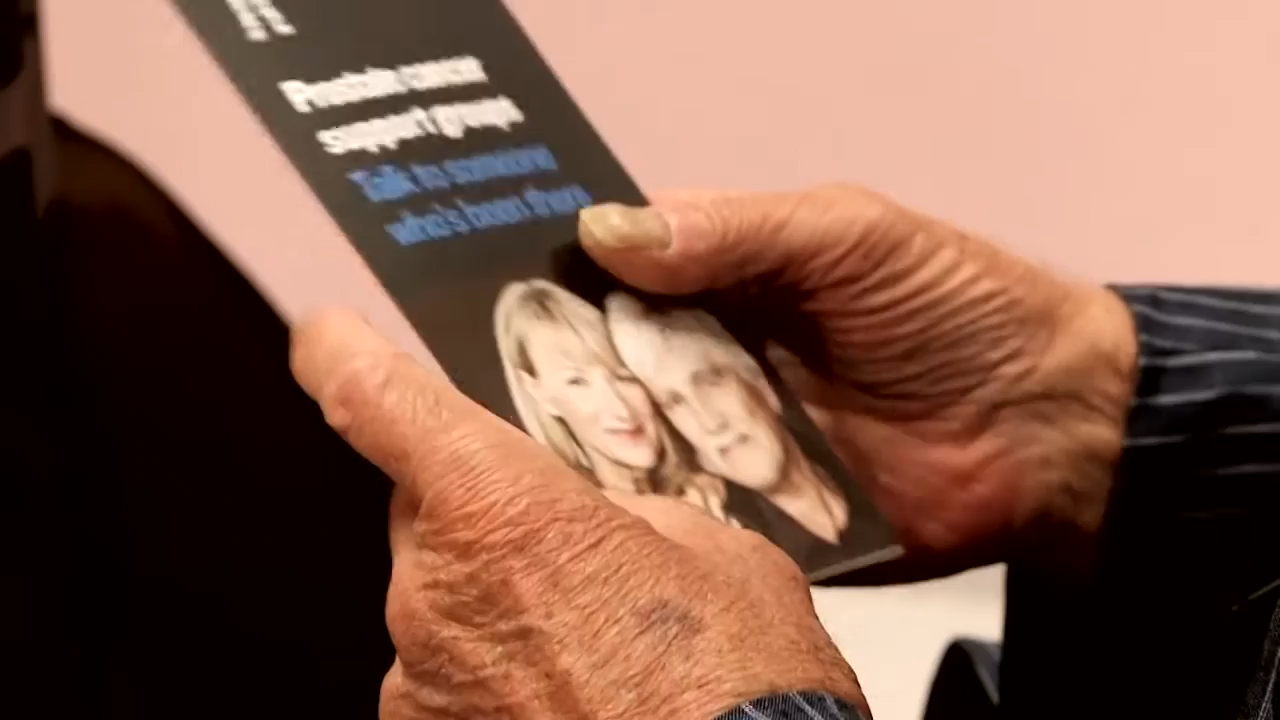 Prostate cancer
support groups
Talk to someone
who's been there